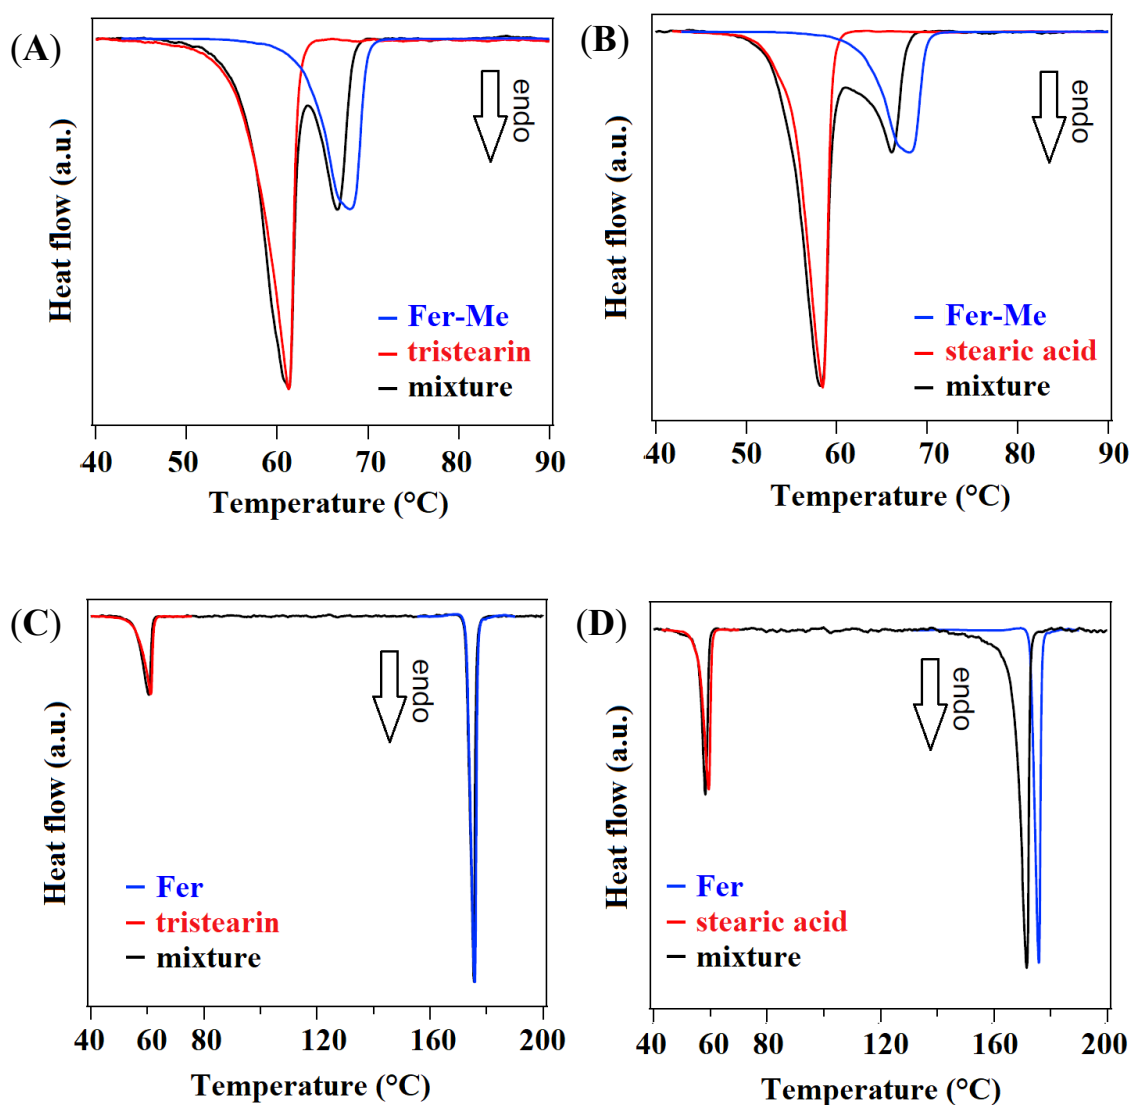 (A)
endo
Heat flow (a.u.)
Fer-Me
tristearin
mixture
40 50 60 70 80 90
Temperature (°C)
(B)
endo
Heat flow (a.u.)
Fer-Me
stearic acid
mixture
40 50 60 70 80 90
Temperature (°C)
(C)
endo
Heat flow (a.u.)
Fer
tristearin
mixture
40 60 80 120 160 200
Temperature (°C)
(D)
endo
Heat flow (a.u.)
Fer
stearic acid
mixture
40 60 80 120 160 200
Temperature (°C)